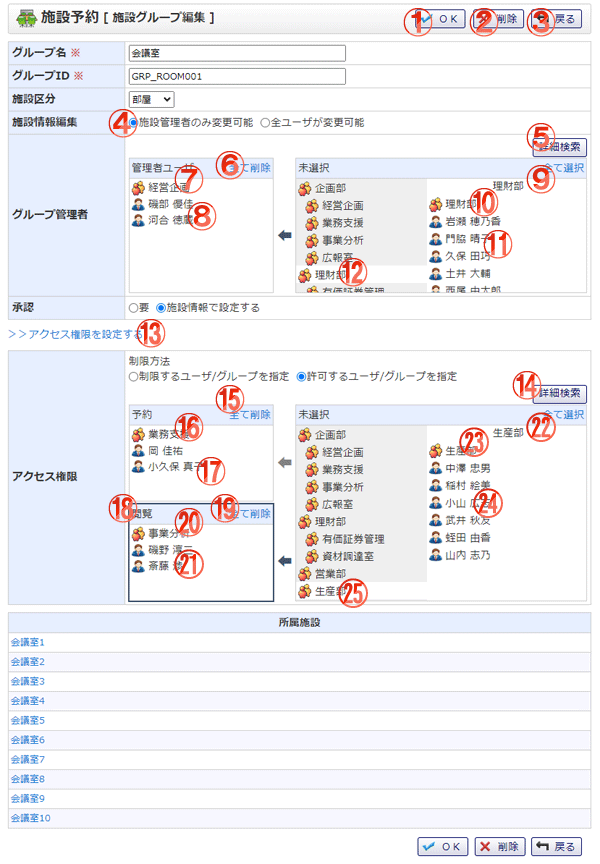 施設予約 [ 施設グループ編集 ]
① OK ② 削除 ③ 戻る
グループ名 ※ 会議室
グループID ※ GRP_ROOM001
施設区分 部屋
施設情報編集 ④ 施設管理者のみ変更可能 全ユーザが変更可能
⑤ 詳細検索
グループ管理者
管理者ユーザ ⑥ 全て削除
経営企画 ⑦
磯部 優佳
河合 徳慶 ⑧
未選択 ⑨ 全て選択
企画部
経営企画
業務支援
事業分析
広報室
理財部 ⑫
有価証券管理
理財部
理財部 ⑩
岩瀬 穂乃香
門脇 晴子 ⑪
久保 田巧
土井 大輔
西尾 由太郎
承認 要 施設情報で設定する
>>アクセス権限を設定する ⑬
アクセス権限
制限方法
制限するユーザ/グループを指定 許可するユーザ/グループを指定
⑭ 詳細検索
予約 ⑮ 全て削除
業務支援 ⑯
岡 佳祐
小久保 真子 ⑰
⑱ 閲覧 ⑲ 全て削除
事業分析 ⑳
磯野 淳三
斎藤 ㉑
未選択 ㉒ 全て選択
企画部
経営企画
業務支援
事業分析
広報室
理財部
有価証券管理
資材調達室
営業部
生産部 ㉕
生産部
生産部 ㉓
中澤 忠男
稲村 絵美
小山 広 ㉔
武井 秋友
蛭田 由香
山内 志乃
所属施設
会議室1
会議室2
会議室3
会議室4
会議室5
会議室6
会議室7
会議室8
会議室9
会議室10
OK 削除 戻る